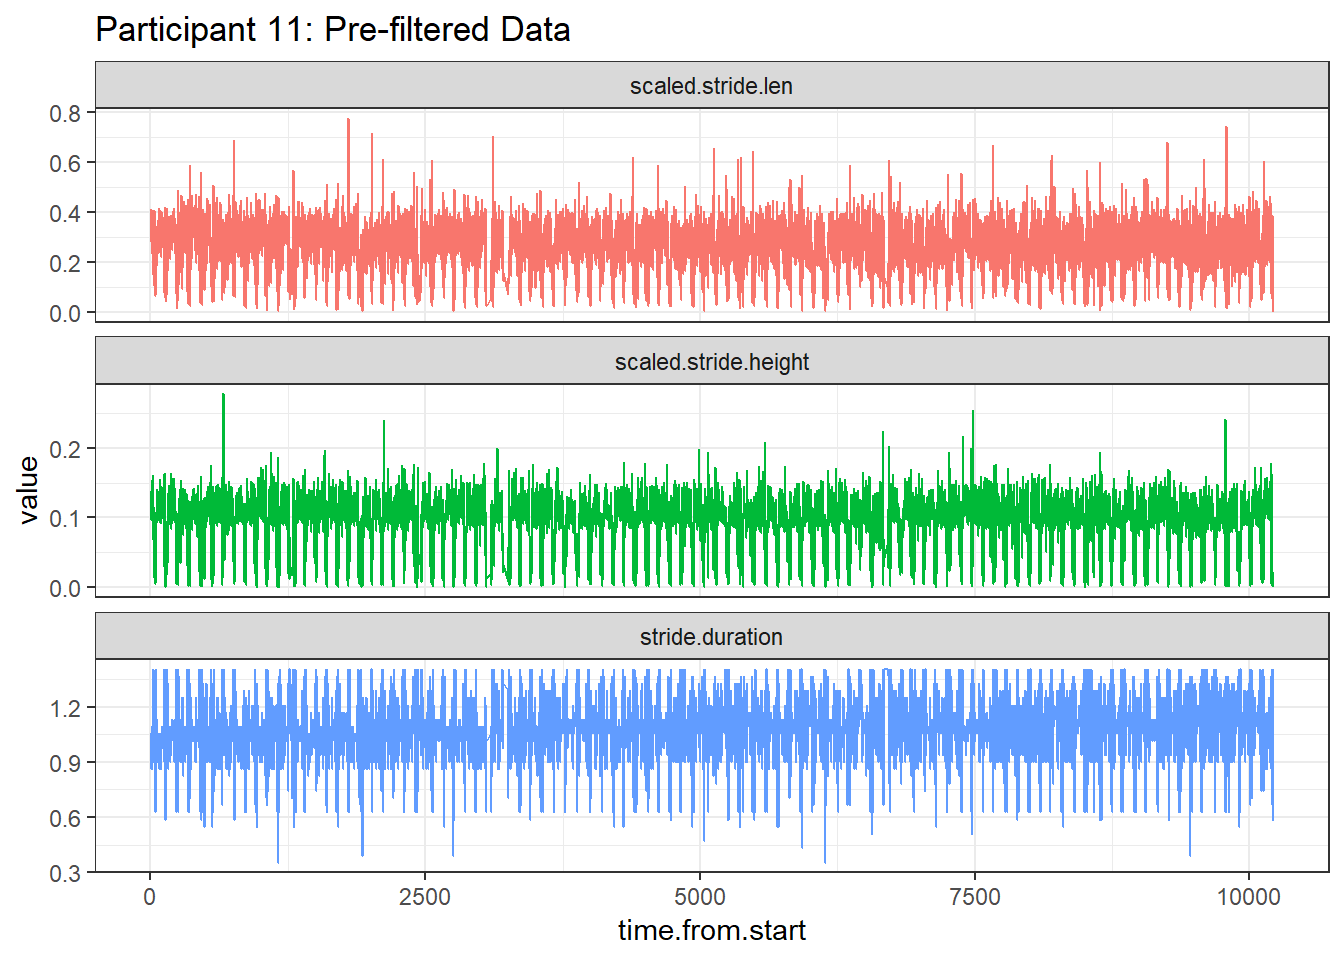 Participant 11: Pre-filtered Data
scaled.stride.len
0.8
0.6
0.4
0.2
0.0
scaled.stride.height
0.2
0.1
0.0
value
stride.duration
1.2
0.9
0.6
0.3
0 2500 5000 7500 10000
time.from.start